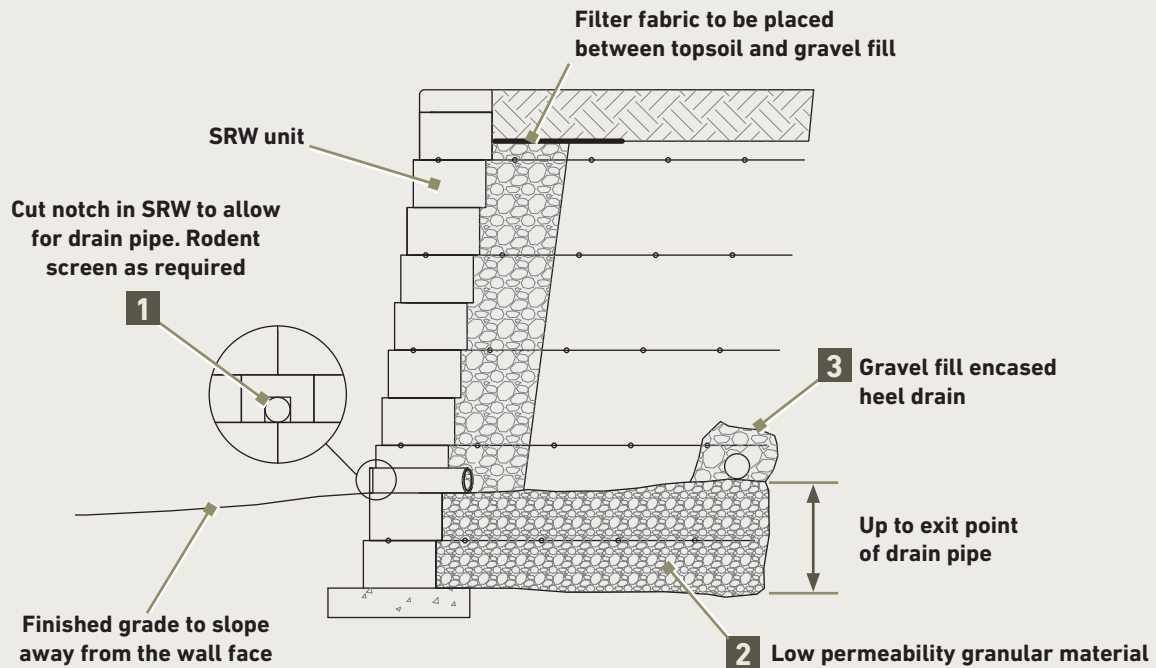 Filter fabric to be placed
between topsoil and gravel fill
SRW unit
Cut notch in SRW to allow
for drain pipe. Rodent
screen as required
1
3 Gravel fill encased
heel drain
Up to exit point
of drain pipe
Finished grade to slope
away from the wall face
2 Low permeability granular material